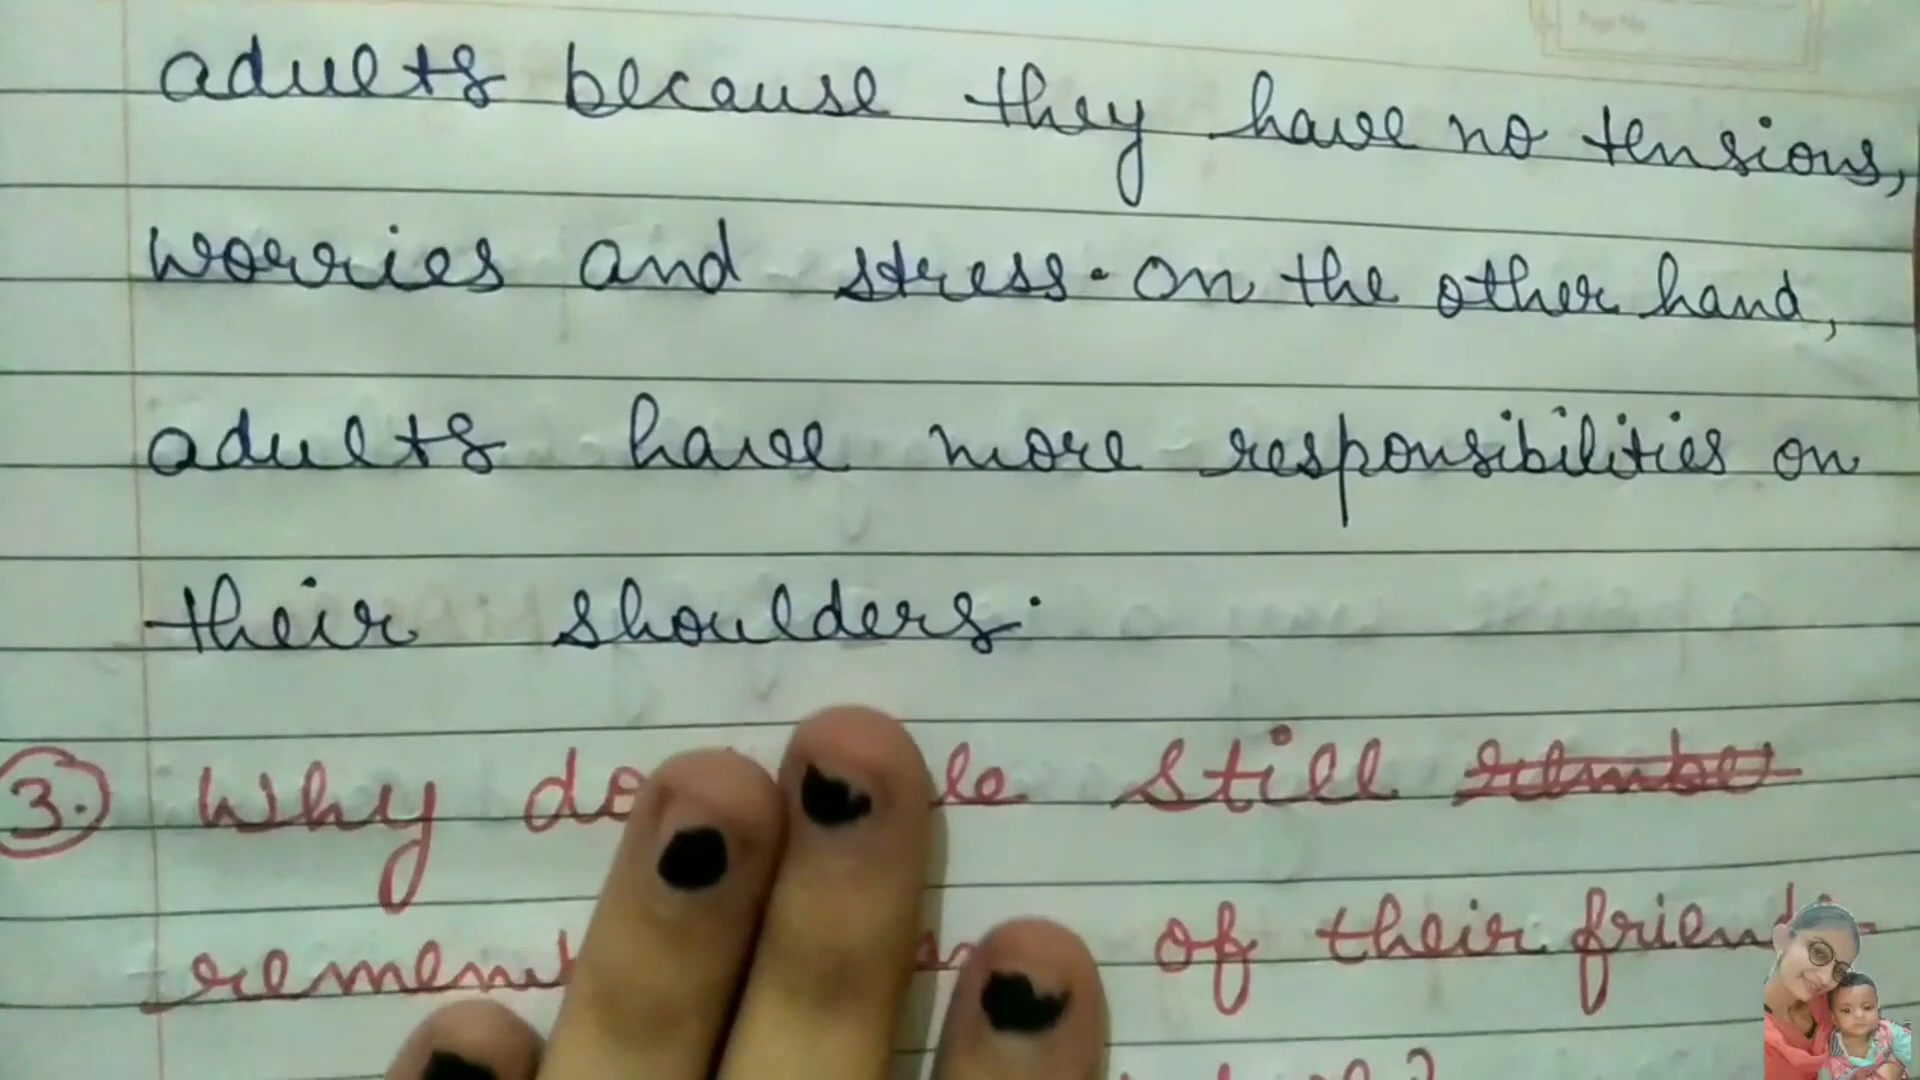 adults because they have no tensions,
worries and stress. On the other hand,
adults have more responsibilities on
their shoulders.
3. Why do still
of their friend